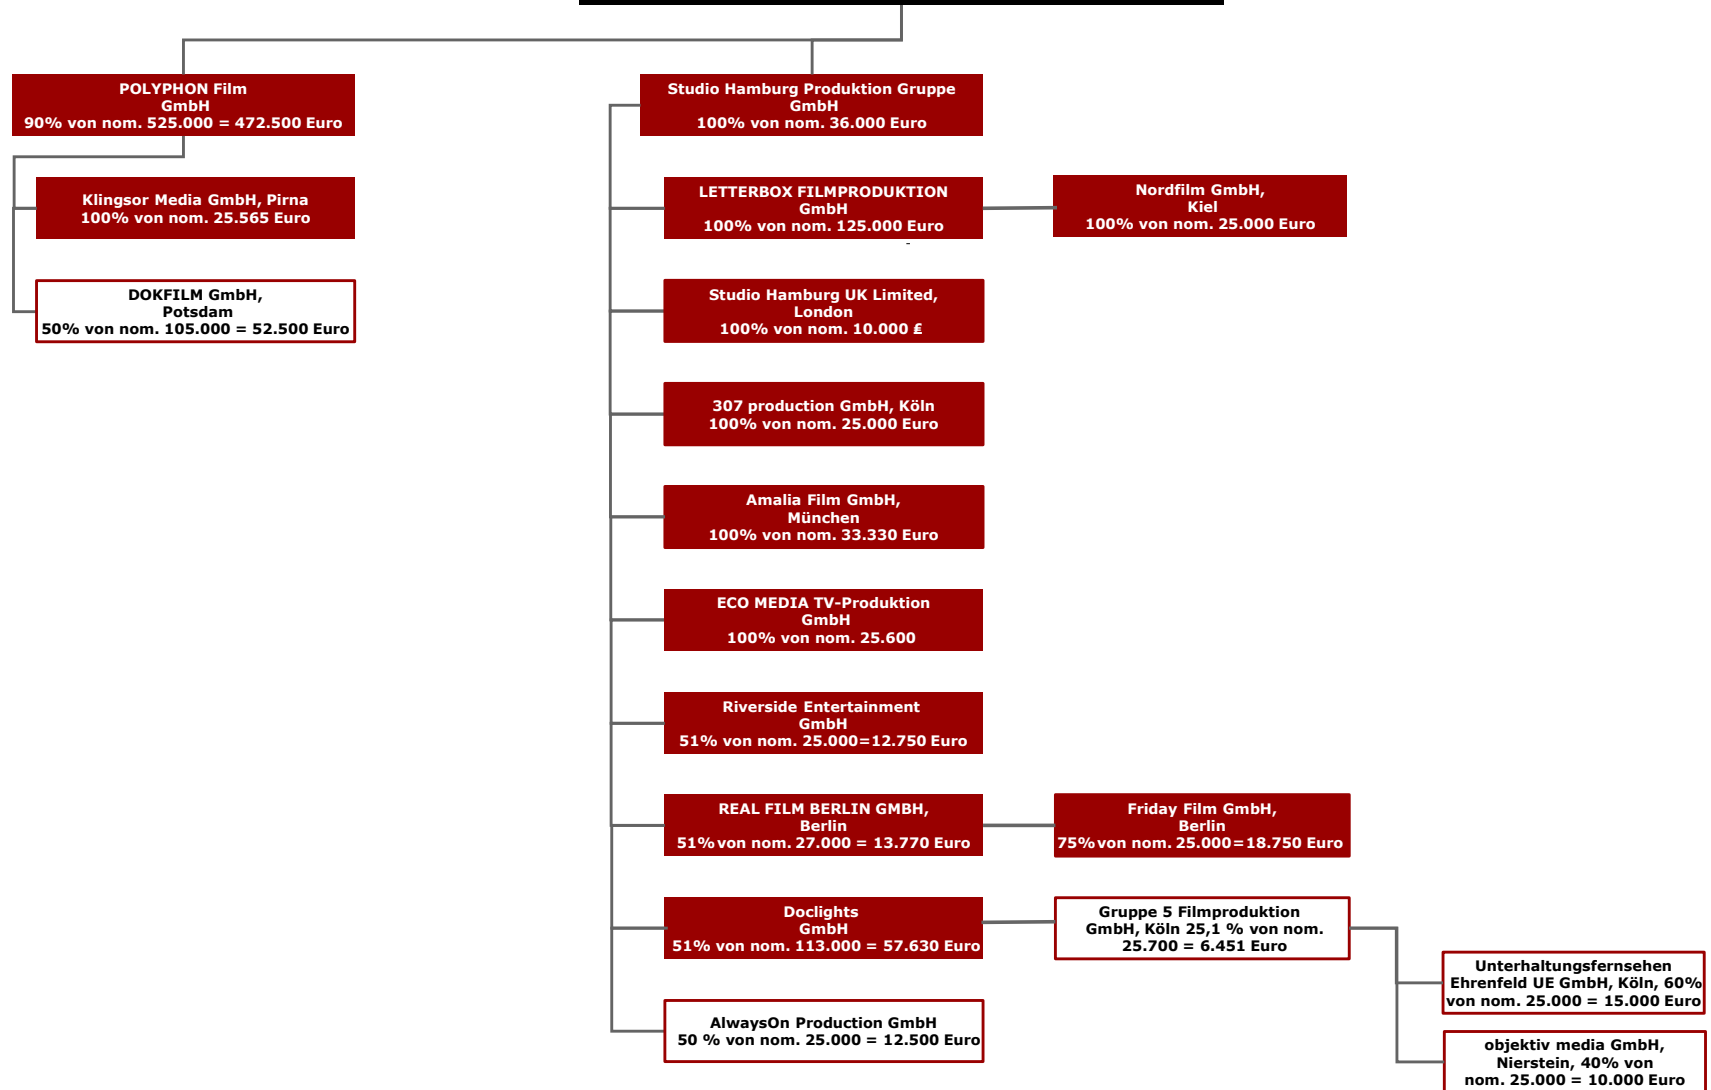 POLYPHON Film
GmbH
90% von nom. 525.000 = 472.500 Euro
Klingsor Media GmbH, Pirna
100% von nom. 25.565 Euro
DOKFILM GmbH,
Potsdam
50% von nom. 105.000 = 52.500 Euro
Studio Hamburg Produktion Gruppe
GmbH
100% von nom. 36.000 Euro
LETTERBOX FILMPRODUKTION
GmbH
100% von nom. 125.000 Euro
Nordfilm GmbH,
Kiel
100% von nom. 25.000 Euro
Studio Hamburg UK Limited,
London
100% von nom. 10.000 ₤
307 production GmbH, Köln
100% von nom. 25.000 Euro
Amalia Film GmbH,
München
100% von nom. 33.330 Euro
ECO MEDIA TV-Produktion
GmbH
100% von nom. 25.600
Riverside Entertainment
GmbH
51% von nom. 25.000=12.750 Euro
REAL FILM BERLIN GMBH,
Berlin
51% von nom. 27.000 = 13.770 Euro
Friday Film GmbH,
Berlin
75% von nom. 25.000=18.750 Euro
Doclights
GmbH
51% von nom. 113.000 = 57.630 Euro
Gruppe 5 Filmproduktion
GmbH, Köln 25,1 % von nom.
25.700 = 6.451 Euro
Unterhaltungsfernsehen
Ehrenfeld UE GmbH, Köln, 60%
von nom. 25.000 = 15.000 Euro
AlwaysOn Production GmbH
50 % von nom. 25.000 = 12.500 Euro
objektiv media GmbH,
Nierstein, 40% von
nom. 25.000 = 10.000 Euro